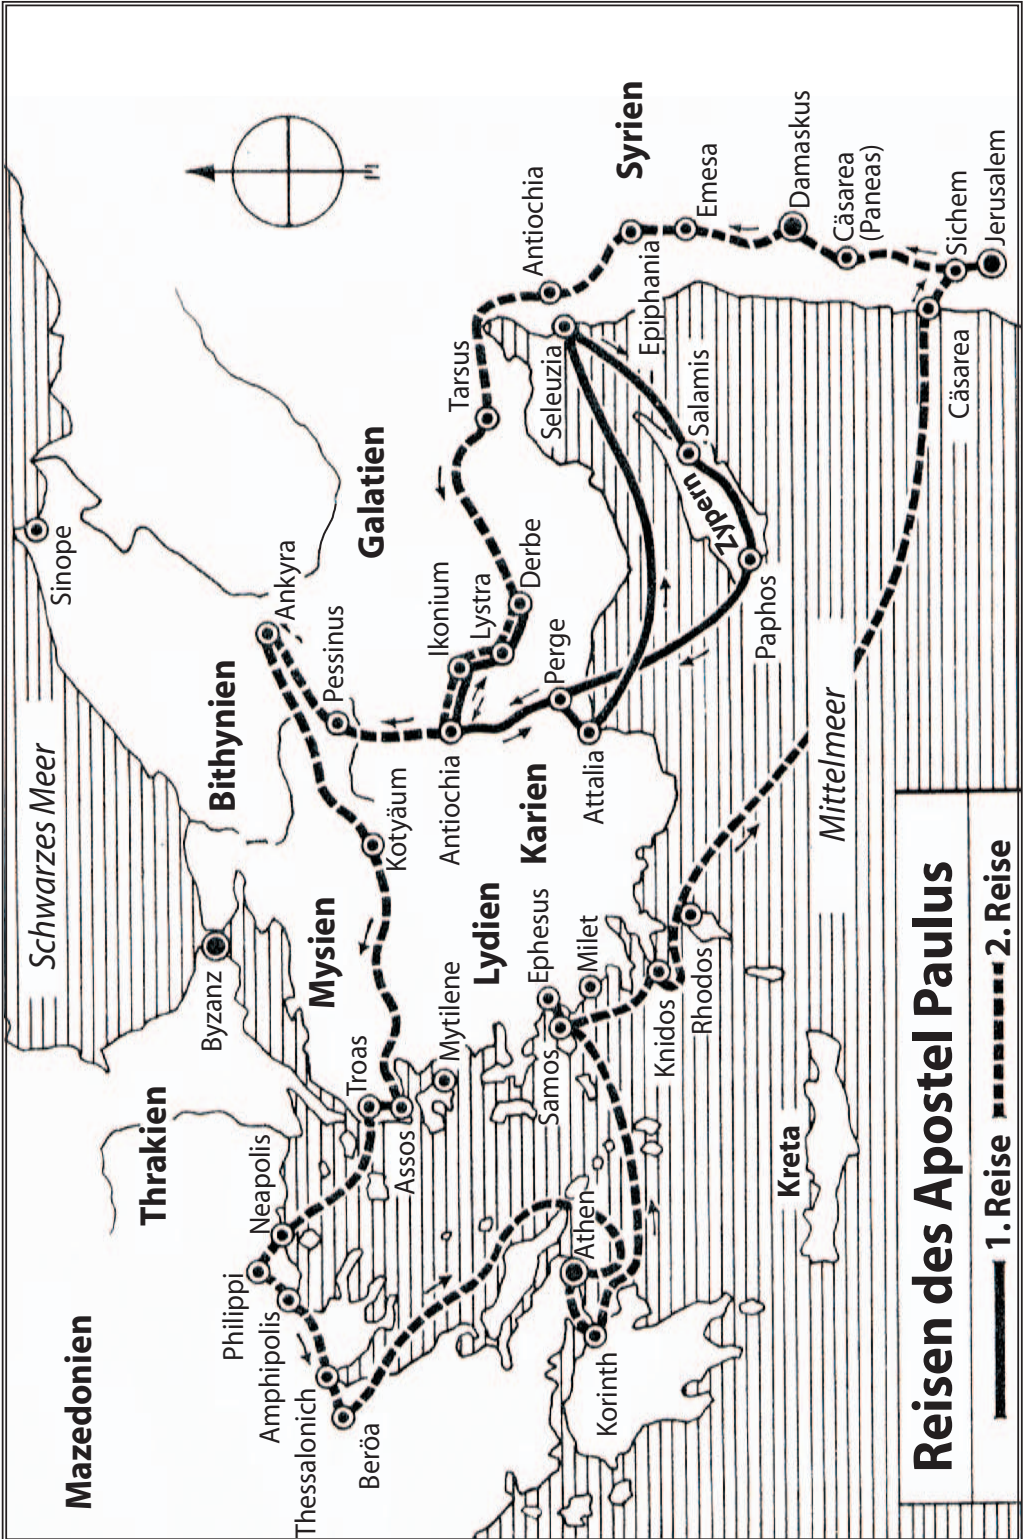 Mazedonien
Thrakien
Schwarzes Meer
Sinope
Byzanz
Bithynien
Ankyra
Pessinus
Galatien
Philippi
Neapolis
Amphipolis
Thessalonich
Beröa
Troas
Assos
Mysien
Kotyäum
Mytilene
Lydien
Antiochia
Ikonium
Lystra
Derbe
Tarsus
Antiochia
Syrien
Karien
Perge
Attalia
Seleuzia
Epiphania
Emesa
Ephesus
Samos
Milet
Athen
Korinth
Knidos
Rhodos
Zypern
Salamis
Paphos
Damaskus
Cäsarea
(Paneas)
Kreta
Mittelmeer
Cäsarea
Sichem
Jerusalem
Reisen des Apostel Paulus
1. Reise
2. Reise